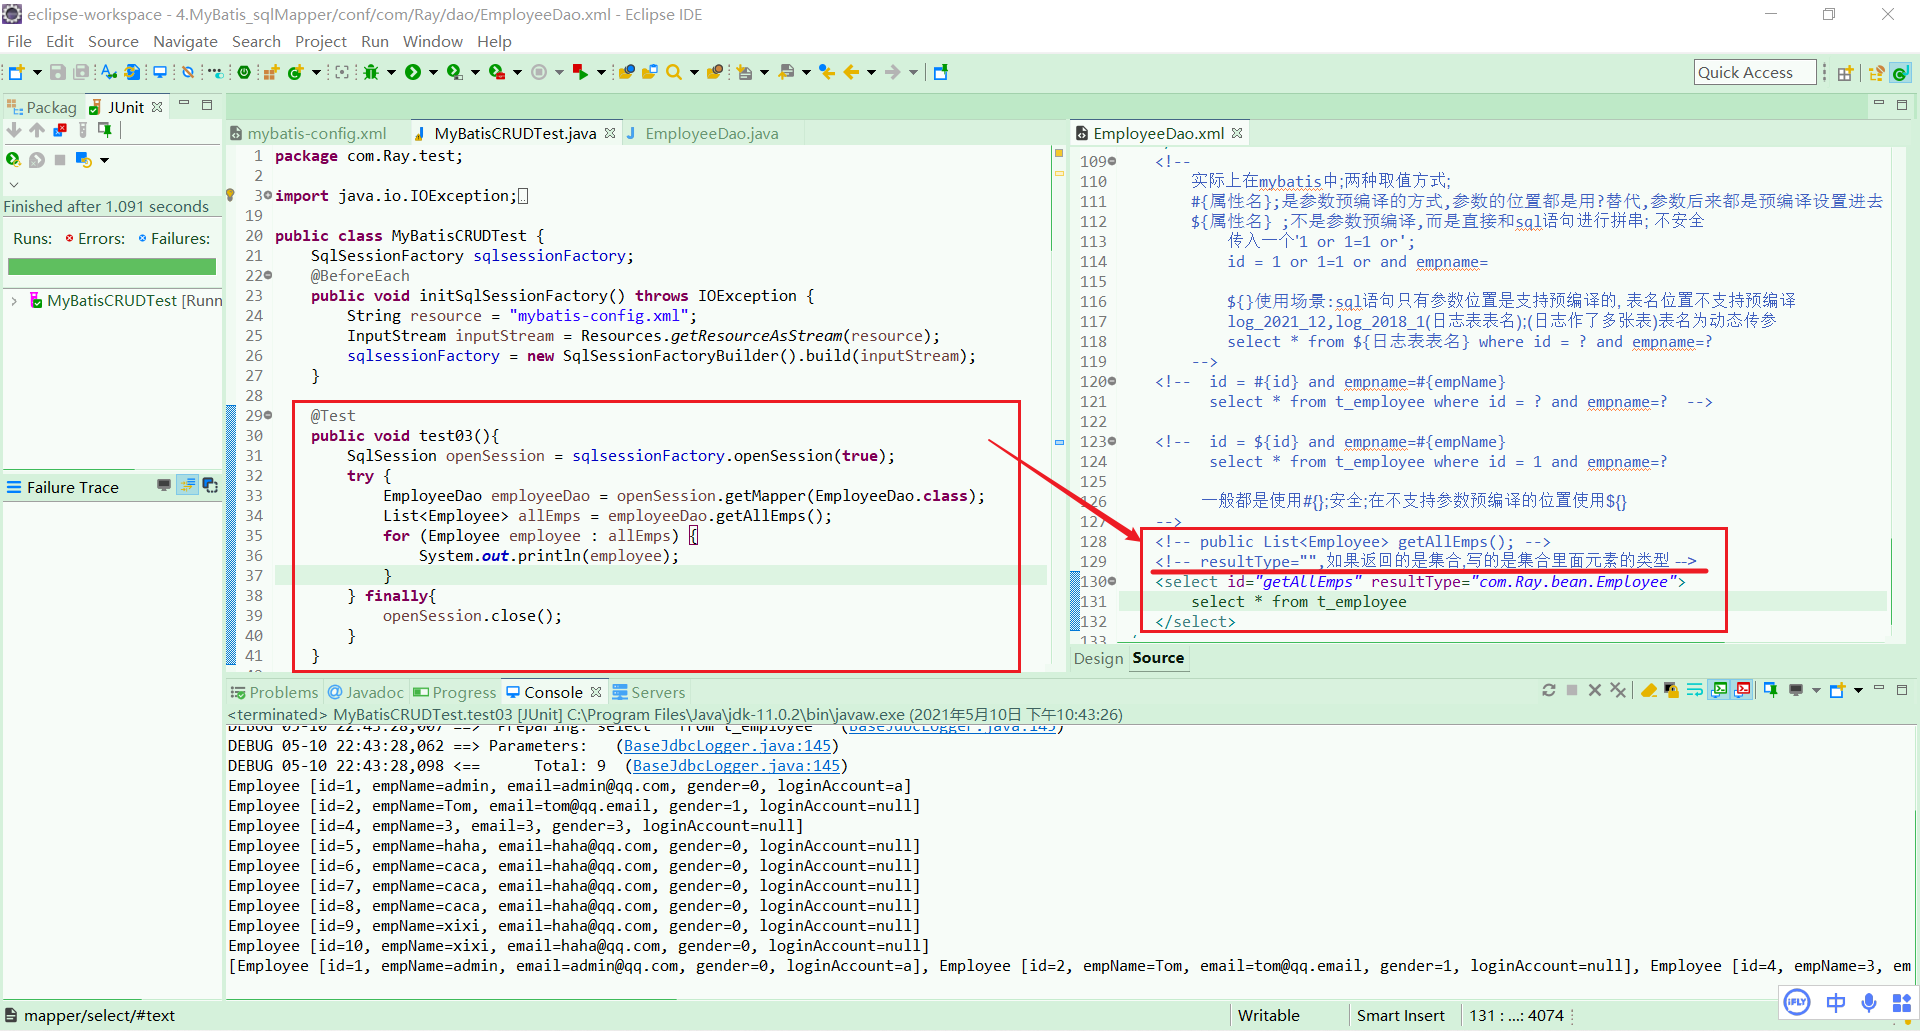 eclipse-workspace - 4.MyBatis_sqlMapper/conf/com/Ray/dao/EmployeeDao.xml - Eclipse IDE
File Edit Source Navigate Search Project Run Window Help
Quick Access
Packag JUnit
Finished after 1.091 seconds
Runs: Errors: Failures:
MyBatisCRUDTest [Runn
Failure Trace
mybatis-config.xml MyBatisCRUDTest.java EmployeeDao.java
1 package com.Ray.test;
2
3 import java.io.IOException;
19
20 public class MyBatisCRUDTest {
21 SqlSessionFactory sqlsessionFactory;
22 @BeforeEach
23 public void initSqlSessionFactory() throws IOException {
24 String resource = "mybatis-config.xml";
25 InputStream inputStream = Resources.getResourceAsStream(resource);
26 sqlsessionFactory = new SqlSessionFactoryBuilder().build(inputStream);
27 }
28
29 @Test
30 public void test03(){
31 SqlSession openSession = sqlsessionFactory.openSession(true);
32 try {
33 EmployeeDao employeeDao = openSession.getMapper(EmployeeDao.class);
34 List<Employee> allEmps = employeeDao.getAllEmps();
35 for (Employee employee : allEmps) {
36 System.out.println(employee);
37 }
38 } finally{
39 openSession.close();
40 }
41 }
EmployeeDao.xml
109 <!--
110 实际上在mybatis中;两种取值方式;
111 #{属性名};是参数预编译的方式,参数的位置都是用?替代,参数后来都是预编译设置进去
112 ${属性名} ;不是参数预编译,而是直接和sql语句进行拼串; 不安全
113 传入一个'1 or 1=1 or';
114 id = 1 or 1=1 or and empname=
115
116 ${}使用场景:sql语句只有参数位置是支持预编译的, 表名位置不支持预编译
117 log_2021_12,log_2018_1(日志表表名);(日志作了多张表)表名为动态传参
118 select * from ${日志表表名} where id = ? and empname=?
119 -->
120 <!-- id = #{id} and empname=#{empName}
121 select * from t_employee where id = ? and empname=? -->
122
123 <!-- id = ${id} and empname=#{empName}
124 select * from t_employee where id = 1 and empname=?
125
126 一般都是使用#{};安全;在不支持参数预编译的位置使用${}
127 -->
128 <!-- public List<Employee> getAllEmps(); -->
129 <!-- resultType="",如果返回的是集合,写的是集合里面元素的类型 -->
130 <select id="getAllEmps" resultType="com.Ray.bean.Employee">
131 select * from t_employee
132 </select>
133
Design Source
Problems Javadoc Progress Console Servers
<terminated> MyBatisCRUDTest.test03 [JUnit] C:\Program Files\Java\jdk-11.0.2\bin\javaw.exe (2021年5月10日 下午10:43:26)
DEBUG 05-10 22:43:28,007 ==> Preparing: select * from t_employee (BaseJdbcLogger.java:145)
DEBUG 05-10 22:43:28,062 ==> Parameters: (BaseJdbcLogger.java:145)
DEBUG 05-10 22:43:28,098 <== Total: 9 (BaseJdbcLogger.java:145)
Employee [id=1, empName=admin, email=admin@qq.com, gender=0, loginAccount=a]
Employee [id=2, empName=Tom, email=tom@qq.email, gender=1, loginAccount=null]
Employee [id=4, empName=3, email=3, gender=3, loginAccount=null]
Employee [id=5, empName=haha, email=haha@qq.com, gender=0, loginAccount=null]
Employee [id=6, empName=caca, email=haha@qq.com, gender=0, loginAccount=null]
Employee [id=7, empName=caca, email=haha@qq.com, gender=0, loginAccount=null]
Employee [id=8, empName=caca, email=haha@qq.com, gender=0, loginAccount=null]
Employee [id=9, empName=xixi, email=haha@qq.com, gender=0, loginAccount=null]
Employee [id=10, empName=xixi, email=haha@qq.com, gender=0, loginAccount=null]
[Employee [id=1, empName=admin, email=admin@qq.com, gender=0, loginAccount=a], Employee [id=2, empName=Tom, email=tom@qq.email, gender=1, loginAccount=null], Employee [id=4, empName=3, em
iFLY 中
mapper/select/#text Writable Smart Insert 131 : ...: 4074